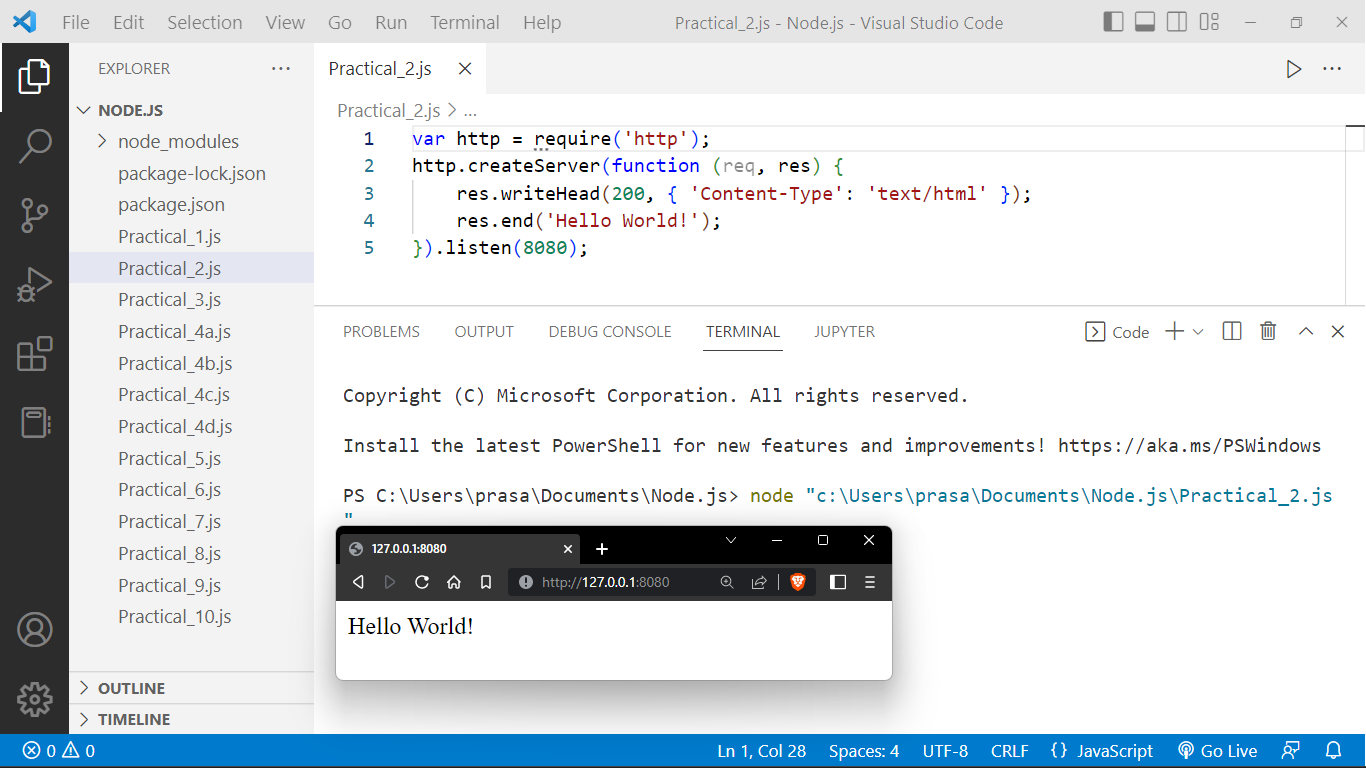 File Edit Selection View Go Run Terminal Help Practical_2.js - Node.js - Visual Studio Code
EXPLORER
NODE.JS
node_modules
package-lock.json
package.json
Practical_1.js
Practical_2.js
Practical_3.js
Practical_4a.js
Practical_4b.js
Practical_4c.js
Practical_4d.js
Practical_5.js
Practical_6.js
Practical_7.js
Practical_8.js
Practical_9.js
Practical_10.js
OUTLINE
TIMELINE
Practical_2.js
Practical_2.js > ...
1 var http = require('http');
2 http.createServer(function (req, res) {
3     res.writeHead(200, { 'Content-Type': 'text/html' });
4     res.end('Hello World!');
5 }).listen(8080);
PROBLEMS OUTPUT DEBUG CONSOLE TERMINAL JUPYTER Code
Copyright (C) Microsoft Corporation. All rights reserved.
Install the latest PowerShell for new features and improvements! https://aka.ms/PSWindows
PS C:\Users\prasa\Documents\Node.js> node "c:\Users\prasa\Documents\Node.js\Practical_2.js
"
127.0.0.1:8080
http://127.0.0.1:8080
Hello World!
0 0 Ln 1, Col 28 Spaces: 4 UTF-8 CRLF {} JavaScript Go Live